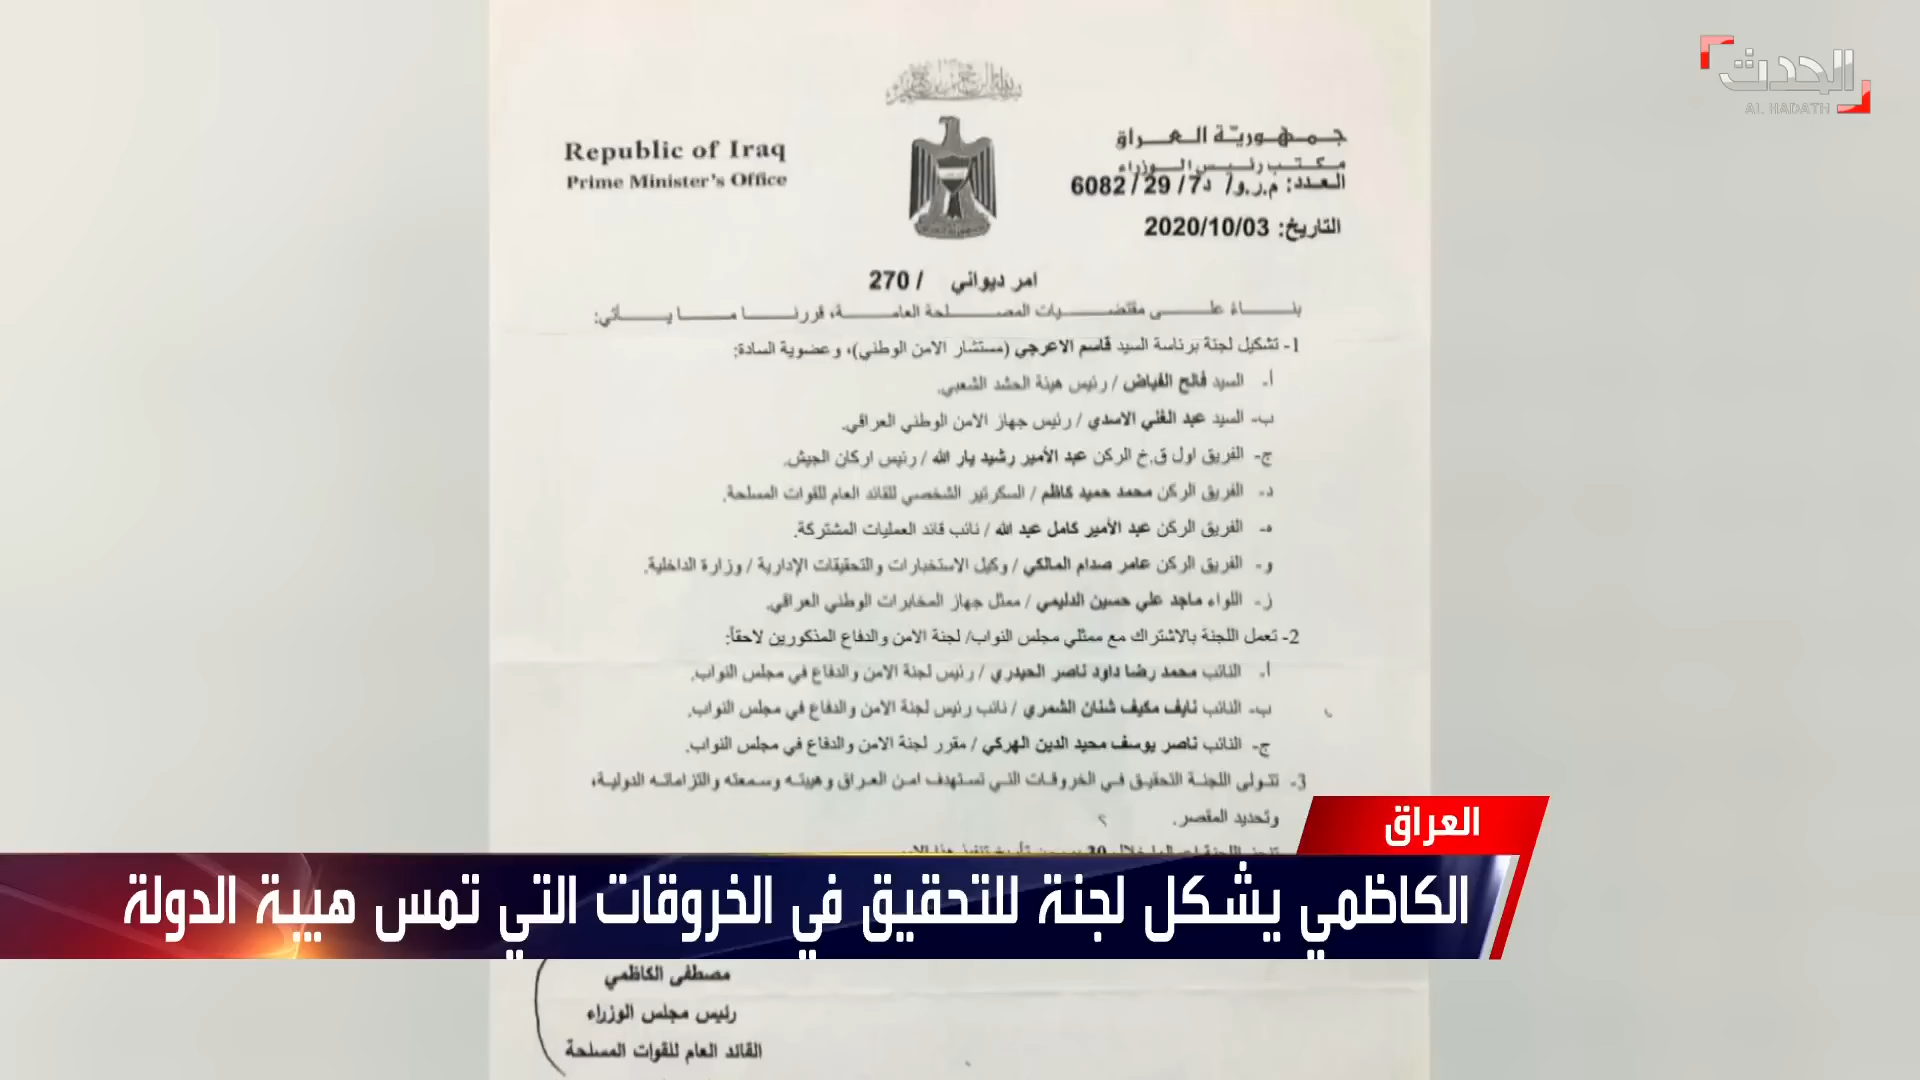 الحدث
AL HADATH
Republic of Iraq
Prime Minister's Office
جمهورية العراق
مكتب رئيس الوزراء
العدد: م.ر.و/ د7/ 29/ 6082
التاريخ: 2020/10/03
امر ديواني / 270
بناءً على مقتضيات المصلحة العامة، قررنا ما يأتي:
1- تشكيل لجنة برئاسة السيد قاسم الاعرجي (مستشار الامن الوطني)، وعضوية السادة:
أ- السيد فالح الفياض / رئيس هيئة الحشد الشعبي.
ب- السيد عبد الغني الاسدي / رئيس جهاز الامن الوطني العراقي.
ج- الفريق اول ق.خ الركن عبد الأمير رشيد يار الله / رئيس اركان الجيش.
د- الفريق الركن محمد حميد كاظم / السكرتير الشخصي للقائد العام للقوات المسلحة.
ه- الفريق الركن عبد الأمير كامل عبد الله / نائب قائد العمليات المشتركة.
و- الفريق الركن عامر صدام المالكي / وكيل الاستخبارات والتحقيقات الإدارية / وزارة الداخلية.
ز- اللواء ماجد علي حسين الدليمي / ممثل جهاز المخابرات الوطني العراقي.
2- تعمل اللجنة بالاشتراك مع ممثلي مجلس النواب/ لجنة الامن والدفاع المذكورين لاحقاً:
أ- النائب محمد رضا داود ناصر الحيدري / رئيس لجنة الامن والدفاع في مجلس النواب.
ب- النائب نايف مكيف شنان الشمري / نائب رئيس لجنة الامن والدفاع في مجلس النواب.
ج- النائب ناصر يوسف محيد الدين الهركي / مقرر لجنة الامن والدفاع في مجلس النواب.
3- تتولى اللجنة التحقيق في الخروقات التي تستهدف امن العراق وهيبته وسمعته والتزاماته الدولية،
وتحديد المقصر.
العراق
الكاظمي يشكل لجنة للتحقيق في الخروقات التي تمس هيبة الدولة
مصطفى الكاظمي
رئيس مجلس الوزراء
القائد العام للقوات المسلحة